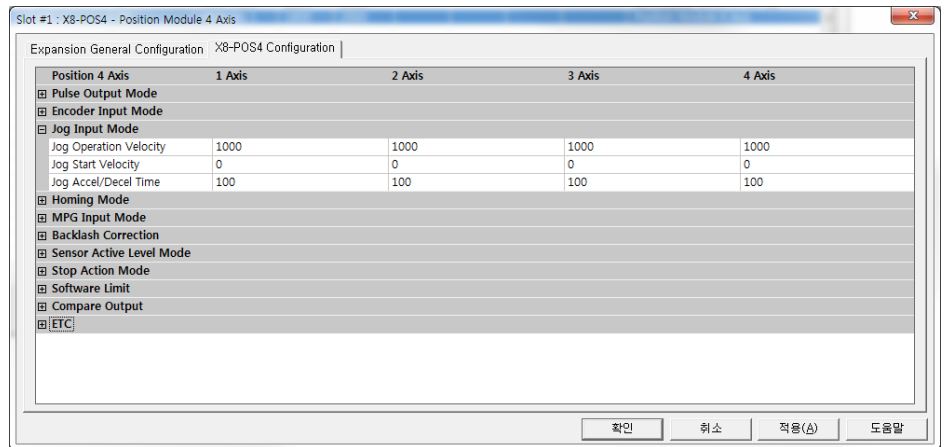 Slot #1 : X8-POS4 - Position Module 4 Axis
Expansion General Configuration X8-POS4 Configuration
Position 4 Axis 1 Axis 2 Axis 3 Axis 4 Axis
Pulse Output Mode
Encoder Input Mode
Jog Input Mode
Jog Operation Velocity 1000 1000 1000 1000
Jog Start Velocity 0 0 0 0
Jog Accel/Decel Time 100 100 100 100
Homing Mode
MPG Input Mode
Backlash Correction
Sensor Active Level Mode
Stop Action Mode
Software Limit
Compare Output
ETC
확인 취소 적용(A) 도움말